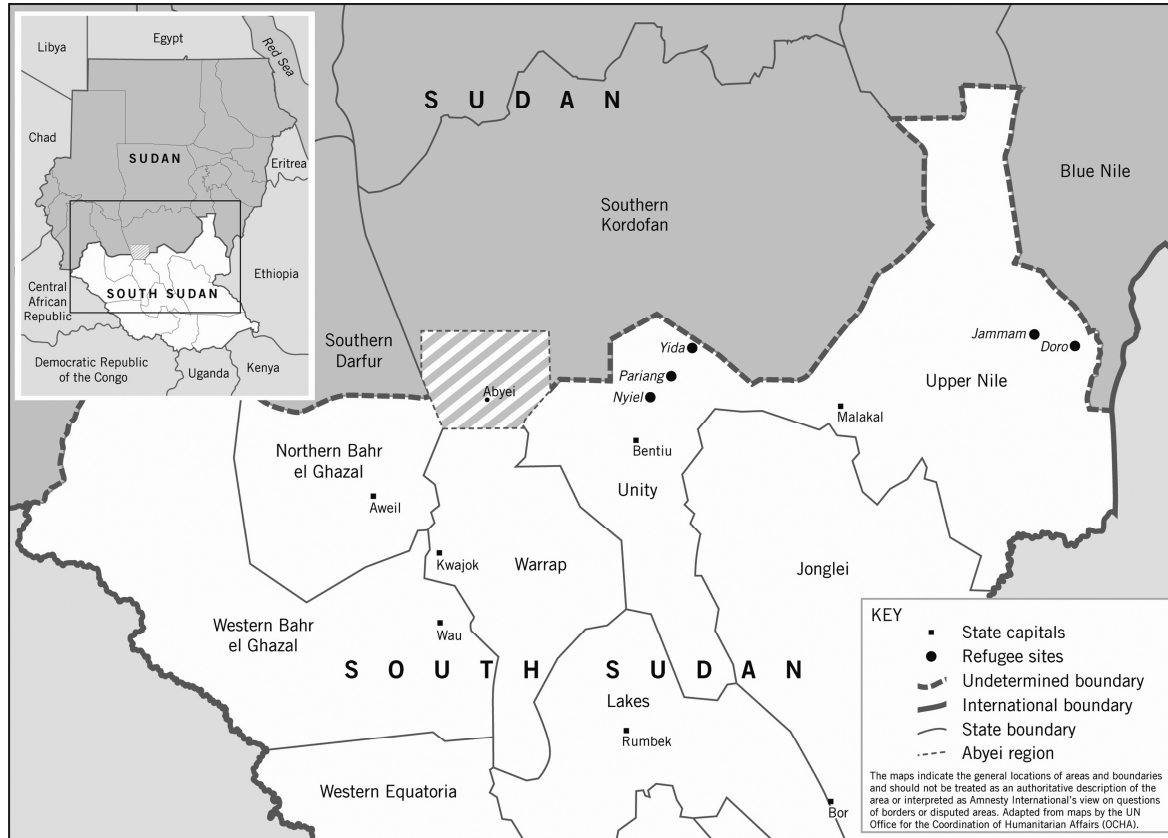 Libya
Egypt
Red Sea
Chad
SUDAN
Eritrea
Ethiopia
Central
African
Republic
SOUTH SUDAN
Democratic Republic
of the Congo
Uganda
Kenya
SUDAN
Blue Nile
Southern
Kordofan
Southern
Darfur
Abyei
Yida
Pariang
Nyiel
Jammam
Doro
Upper Nile
Malakal
Bentiu
Unity
Northern Bahr
el Ghazal
Aweil
Kwajok
Warrap
Jonglei
Western Bahr
el Ghazal
Wau
SOUTH SUDAN
Lakes
Rumbek
Western Equatoria
Bor
KEY
State capitals
Refugee sites
Undetermined boundary
International boundary
State boundary
Abyei region
The maps indicate the general locations of areas and boundaries
and should not be treated as an authoritative description of the
area or interpreted as Amnesty International's view on questions
of borders or disputed areas. Adapted from maps by the UN
Office for the Coordination of Humanitarian Affairs (OCHA).